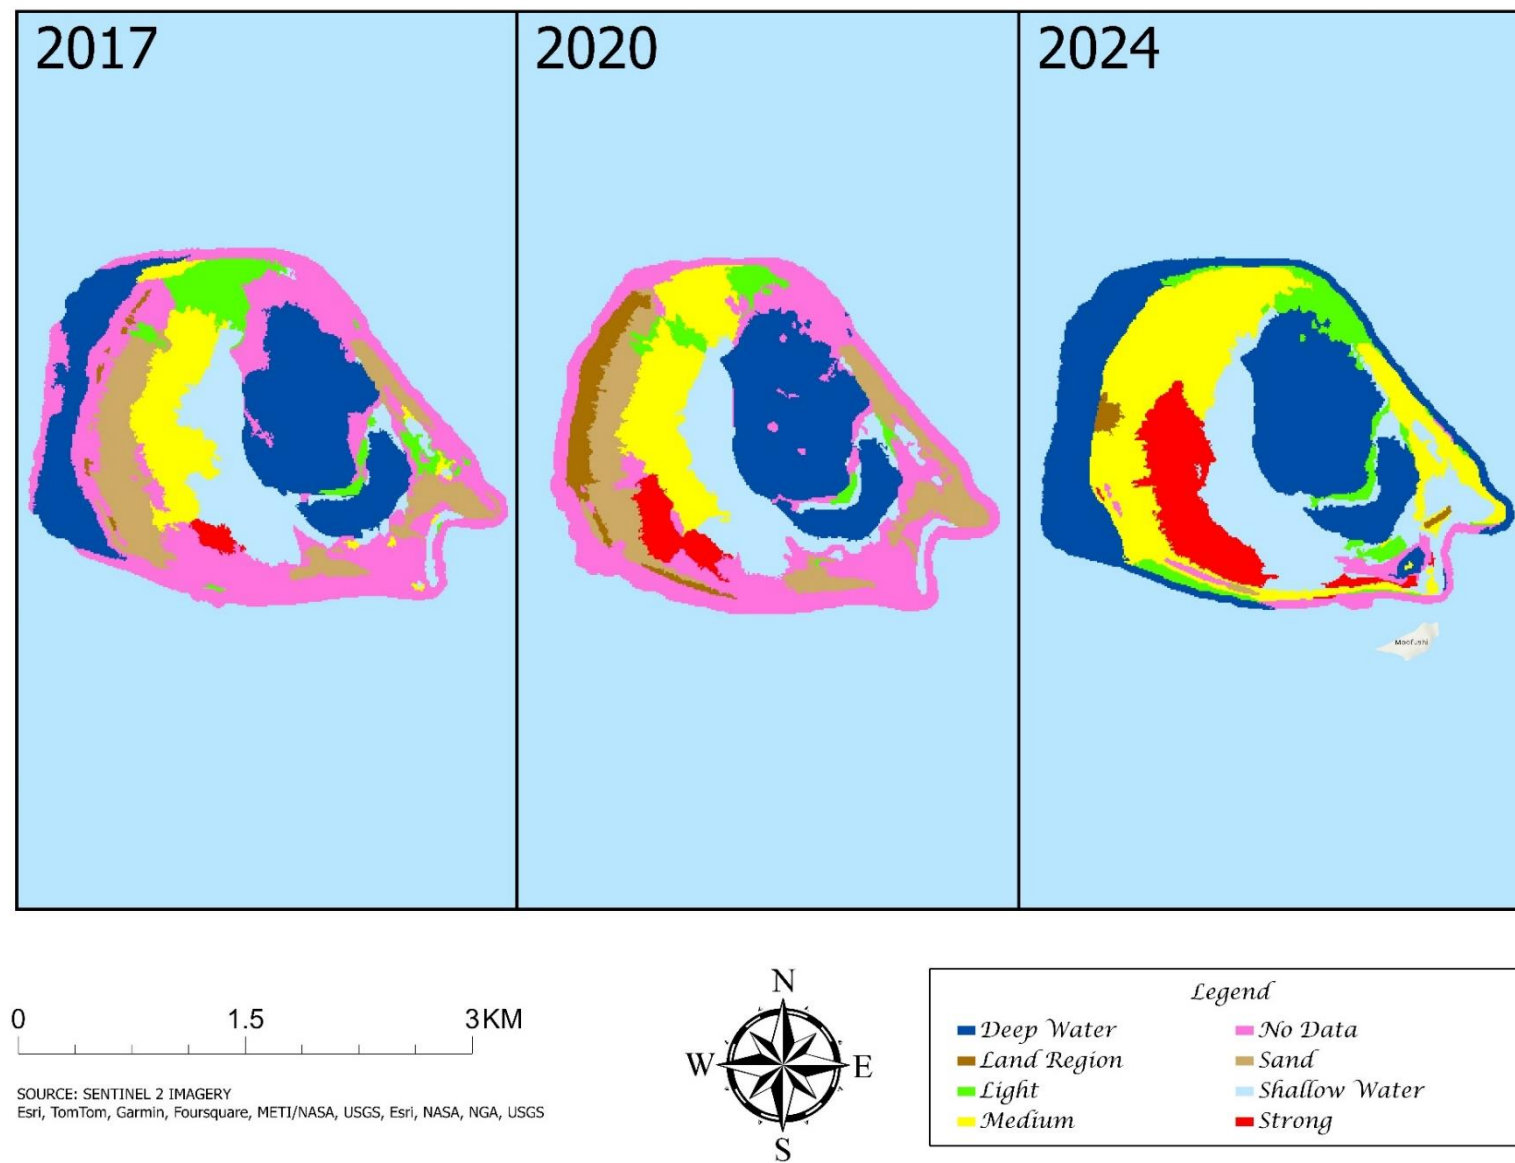 2017
2020
2024
Moofushi
0 1.5 3KM
SOURCE: SENTINEL 2 IMAGERY
Esri, TomTom, Garmin, Foursquare, METI/NASA, USGS, Esri, NASA, NGA, USGS
N
W E
S
Legend
Deep Water
Land Region
Light
Medium
No Data
Sand
Shallow Water
Strong